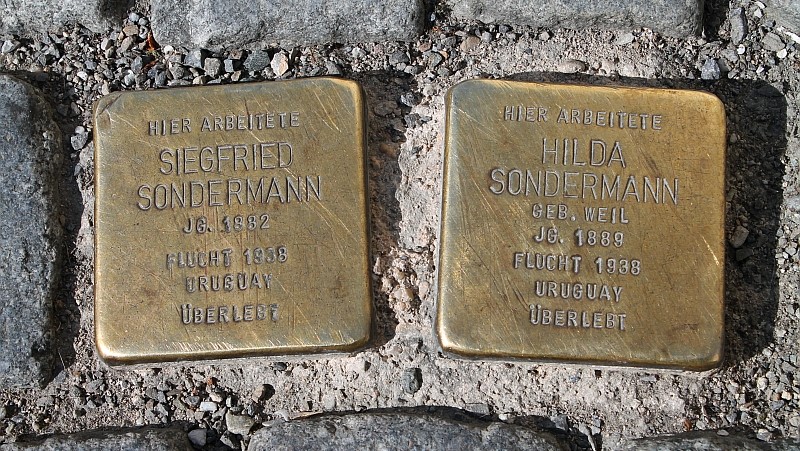 HIER ARBEITETE
SIEGFRIED
SONDERMANN
JG. 1882
FLUCHT 1938
URUGUAY
ÜBERLEBT
HIER ARBEITETE
HILDA
SONDERMANN
GEB. WEIL
JG. 1889
FLUCHT 1938
URUGUAY
ÜBERLEBT